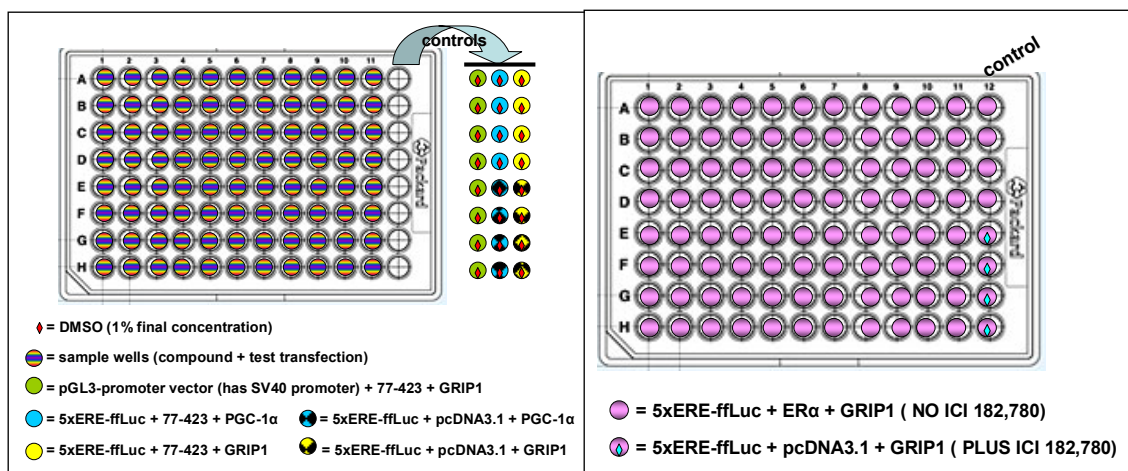 controls
1 2 3 4 5 6 7 8 9 10 11
A
B
C
D
E
F
G
H
Packard
= DMSO (1% final concentration)
= sample wells (compound + test transfection)
= pGL3-promoter vector (has SV40 promoter) + 77-423 + GRIP1
= 5xERE-ffLuc + 77-423 + PGC-1α = 5xERE-ffLuc + pcDNA3.1 + PGC-1α
= 5xERE-ffLuc + 77-423 + GRIP1 = 5xERE-ffLuc + pcDNA3.1 + GRIP1
control
1 2 3 4 5 6 7 8 9 10 11 12
A
B
C
D
E
F
G
H
Packard
= 5xERE-ffLuc + ERα + GRIP1 ( NO ICI 182,780)
= 5xERE-ffLuc + pcDNA3.1 + GRIP1 ( PLUS ICI 182,780)